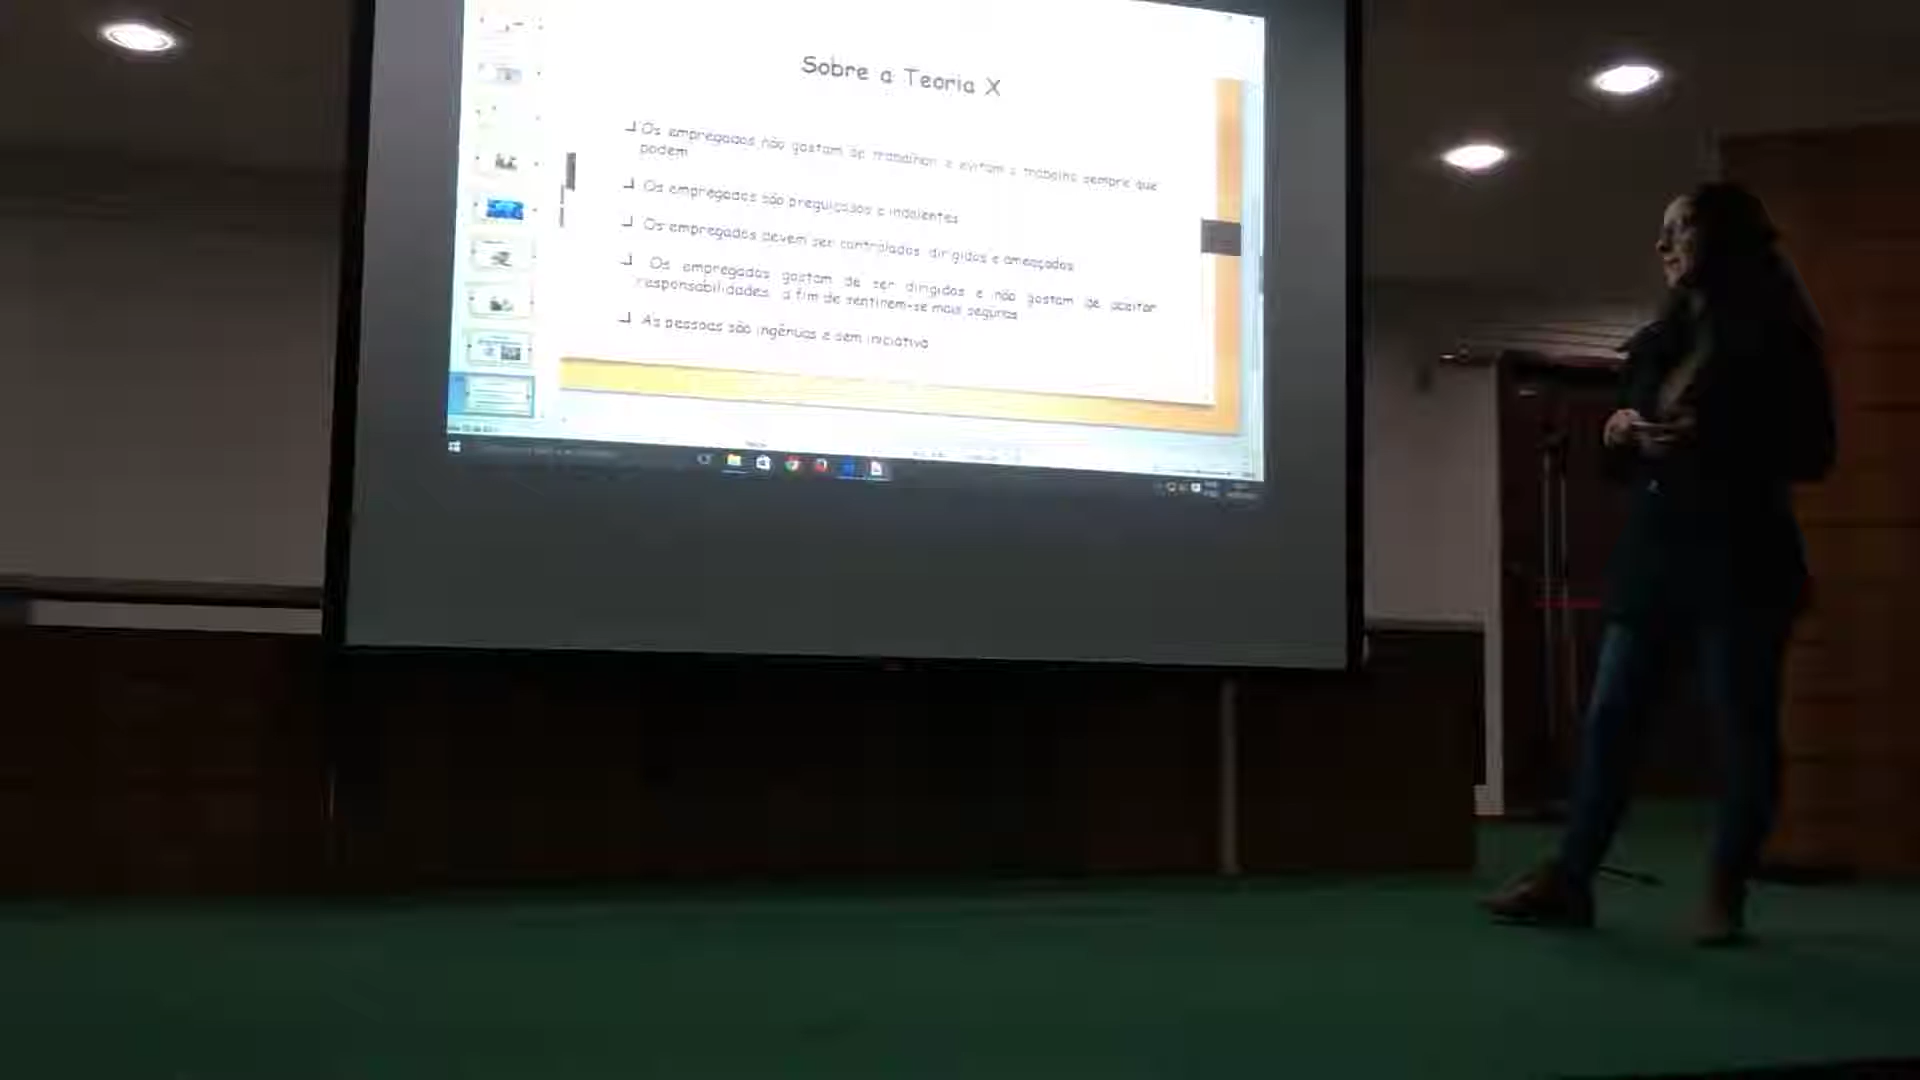 Sobre a Teoria X
Os empregados não gostam de trabalhar e evitam o trabalho sempre que
podem
Os empregados são preguiçosos e indolentes
Os empregados devem ser controlados dirigidos e ameaçados
Os empregados gostam de ser dirigidos e não gostam de aceitar
responsabilidades a fim de sentirem-se mais seguros
As pessoas são ingênuas e sem iniciativa